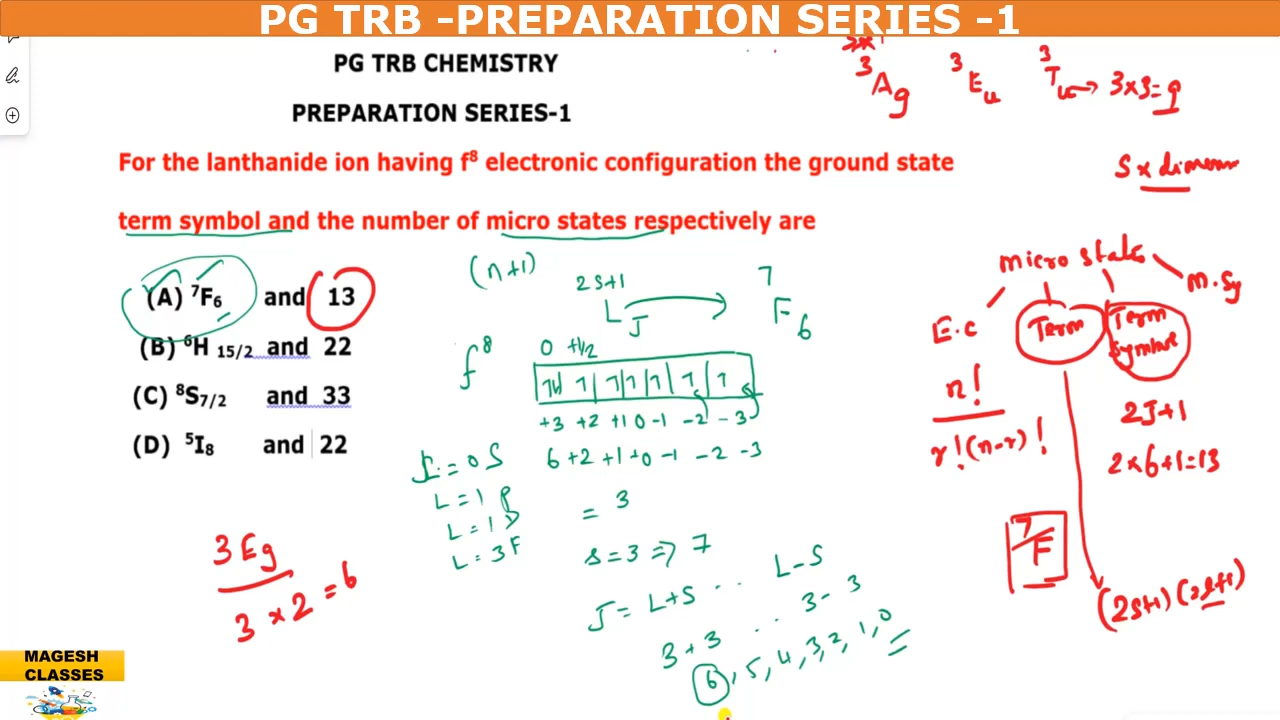 PG TRB -PREPARATION SERIES -1
PG TRB CHEMISTRY
PREPARATION SERIES-1
For the lanthanide ion having f⁸ electronic configuration the ground state
term symbol and the number of micro states respectively are
(A) ⁷F₆ and 13
(B) ⁶H 15/2 and 22
(C) ⁸S7/2 and 33
(D) ⁵I₈ and 22
³Ag ³Eu ³Tu → 3×3=9
S x dimension
(n+1)
2S+1
L J
7
F 6
f⁸
0 +1/2
+3 +2 +1 0 -1 -2 -3
6 +2 +1 +0 -1 -2 -3
= 3
L = 0 S
L = 1 P
L = 1 D
L = 3 F
S = 3 => 7
J = L+S .. L-S
3+3 .. 3-3
6, 5, 4, 3, 2, 1, 0
3Eg
3 × 2 = 6
micro state
E.c
Term
Term
Symbol
M.Sy
n!
r!(n-r)!
2J+1
2×6+1=13
⁷F
(2S+1) (2L+1)
MAGESH
CLASSES